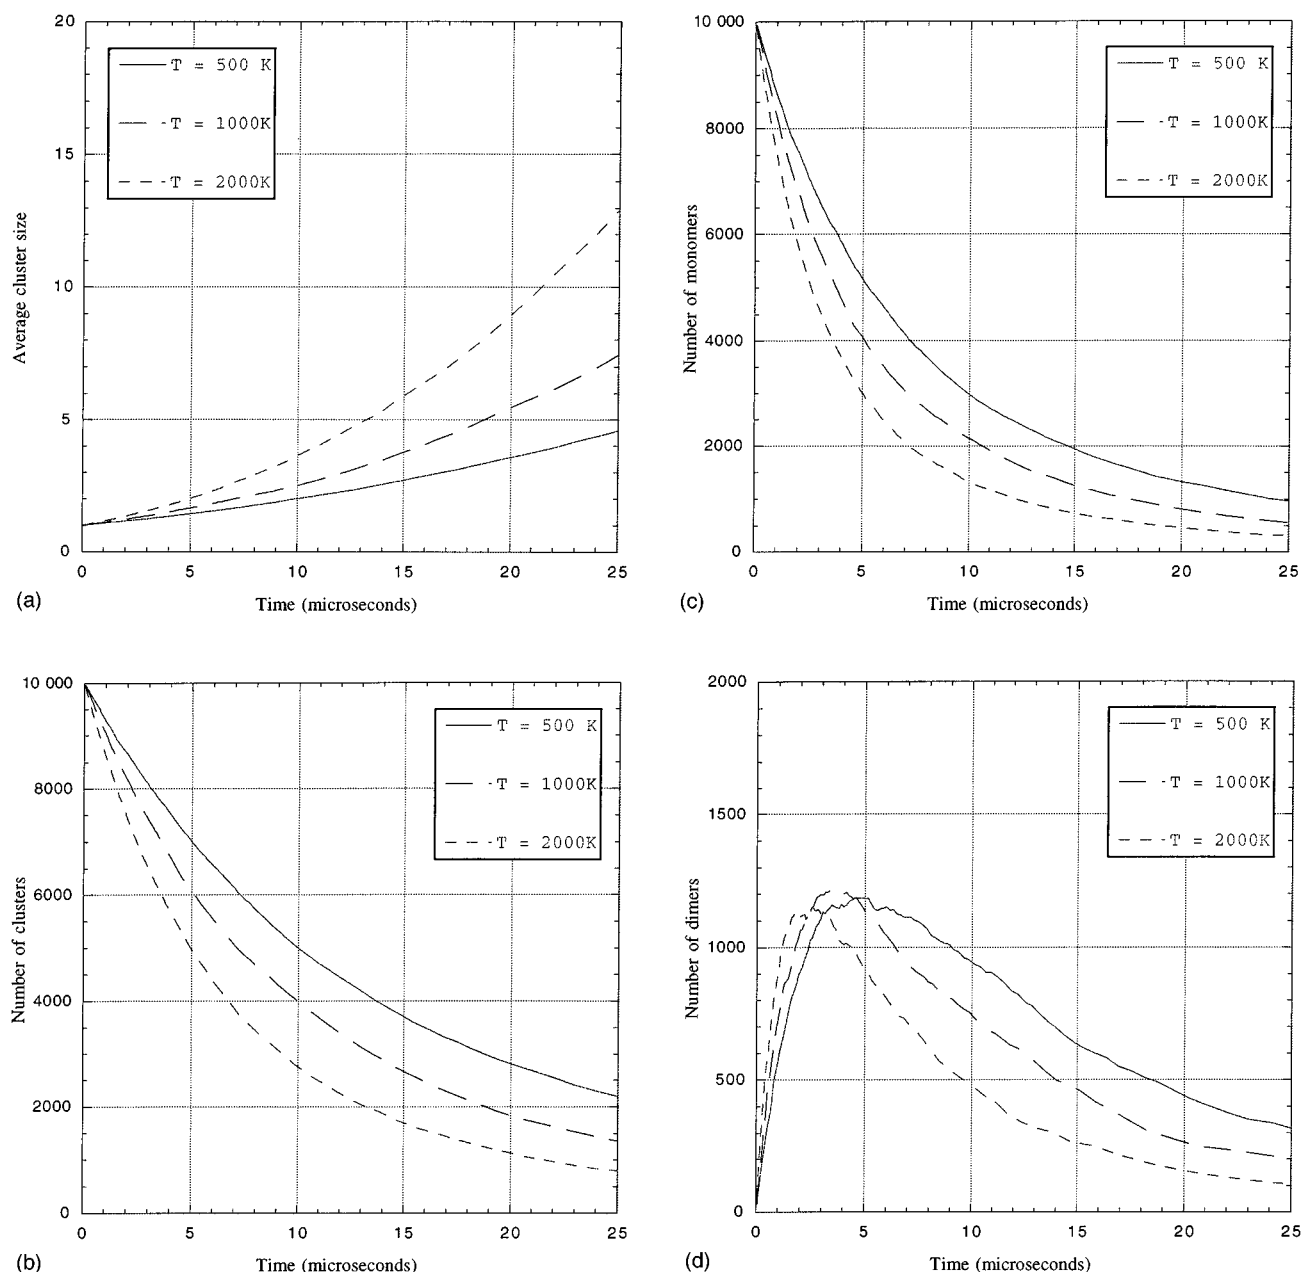 20
15
10
5
0
Average cluster size
T = 500 K
T = 1000K
T = 2000K
0 5 10 15 20 25
Time (microseconds)
(a)
10 000
8000
6000
4000
2000
0
Number of monomers
T = 500 K
T = 1000K
T = 2000K
0 5 10 15 20 25
Time (microseconds)
(c)
10 000
8000
6000
4000
2000
0
Number of clusters
T = 500 K
T = 1000K
T = 2000K
0 5 10 15 20 25
Time (microseconds)
(b)
2000
1500
1000
500
0
Number of dimers
T = 500 K
T = 1000K
T = 2000K
0 5 10 15 20 25
Time (microseconds)
(d)